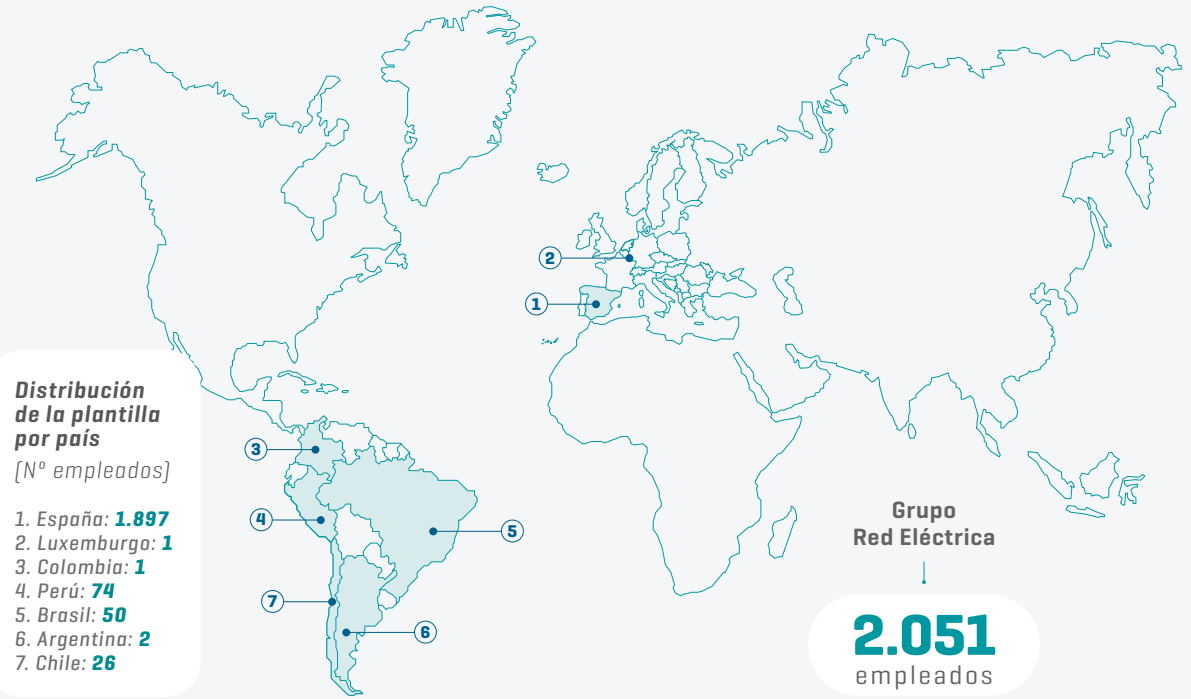 Distribución
de la plantilla
por país
(Nº empleados)
1. España: 1.897
2. Luxemburgo: 1
3. Colombia: 1
4. Perú: 74
5. Brasil: 50
6. Argentina: 2
7. Chile: 26
2
1
3
4
5
7
6
Grupo
Red Eléctrica
2.051
empleados